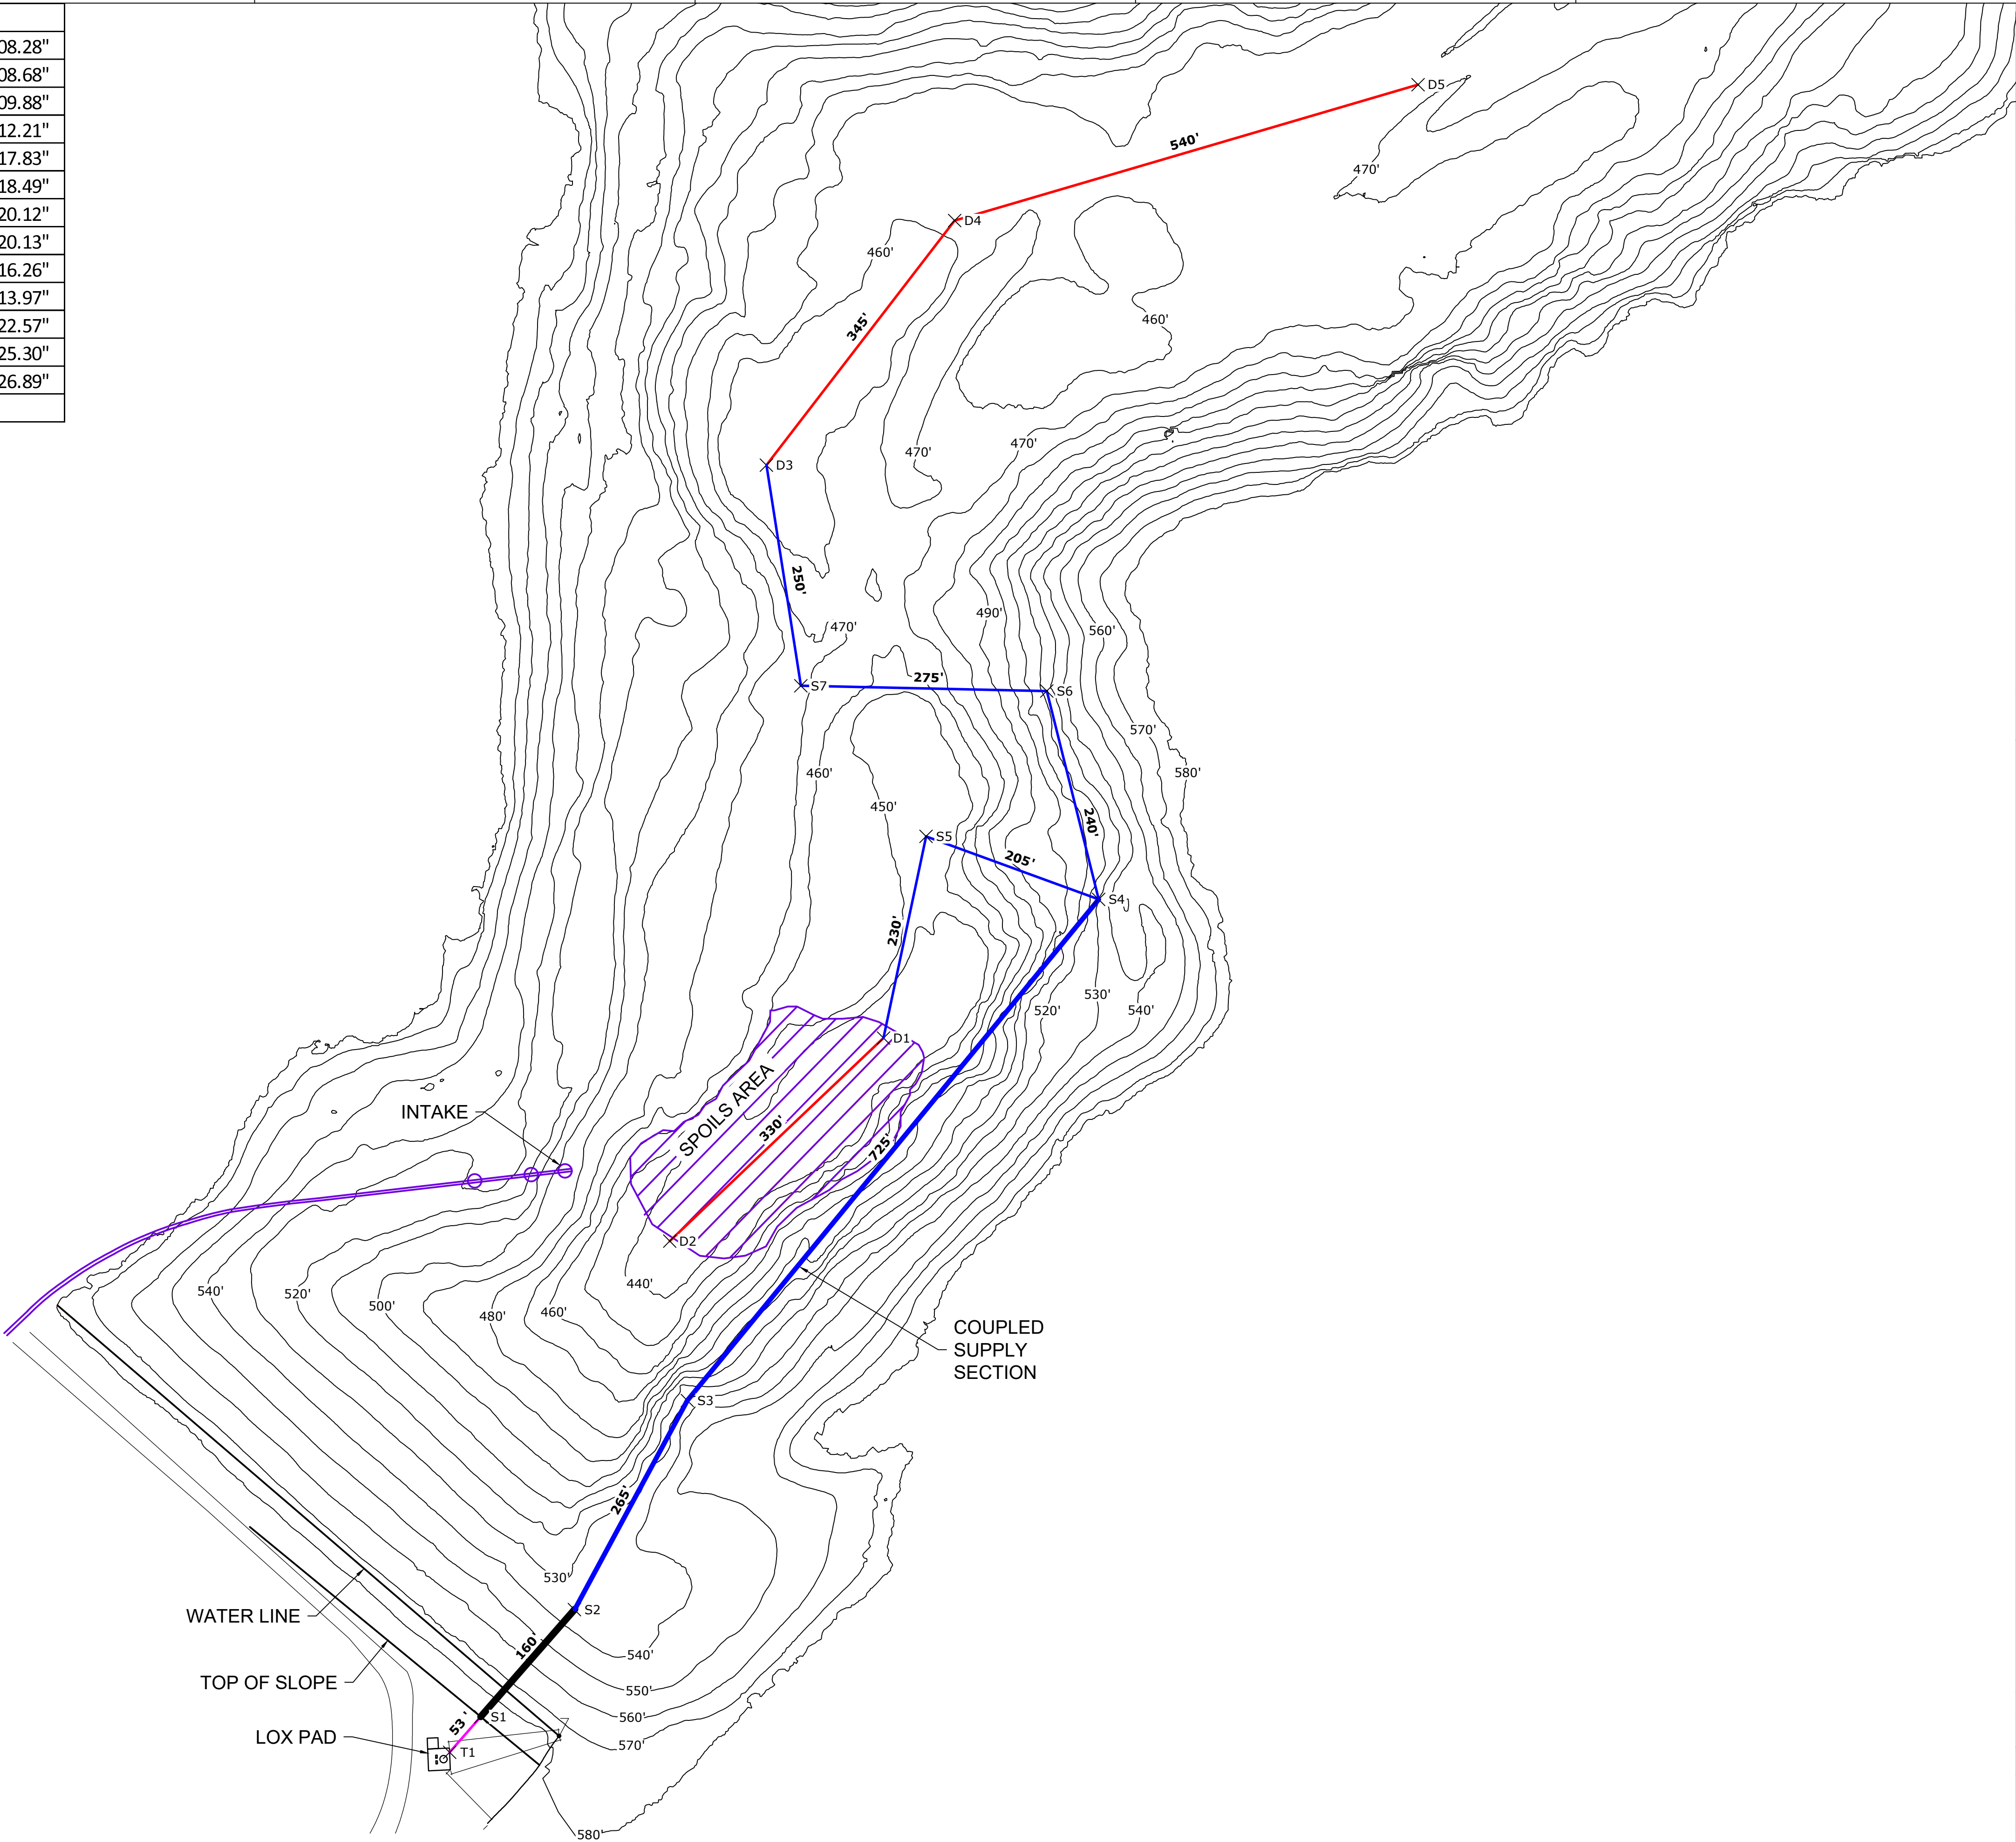 08.28"
08.68"
09.88"
12.21"
17.83"
18.49"
20.12"
20.13"
16.26"
13.97"
22.57"
25.30"
26.89"
D5
540'
470'
D4
460'
460'
345'
470'
470'
D3
250'
490'
470'
560'
275'
S7
S6
570'
460'
580'
450'
240'
S5
205'
S4
230'
530'
520'
540'
D1
SPOILS AREA
INTAKE
330'
725'
D2
440'
540'
520'
500'
480'
460'
COUPLED
SUPPLY
SECTION
S3
265'
530'
S2
WATER LINE
160'
540'
TOP OF SLOPE
550'
S1
560'
53 '
LOX PAD
570'
T1
580'